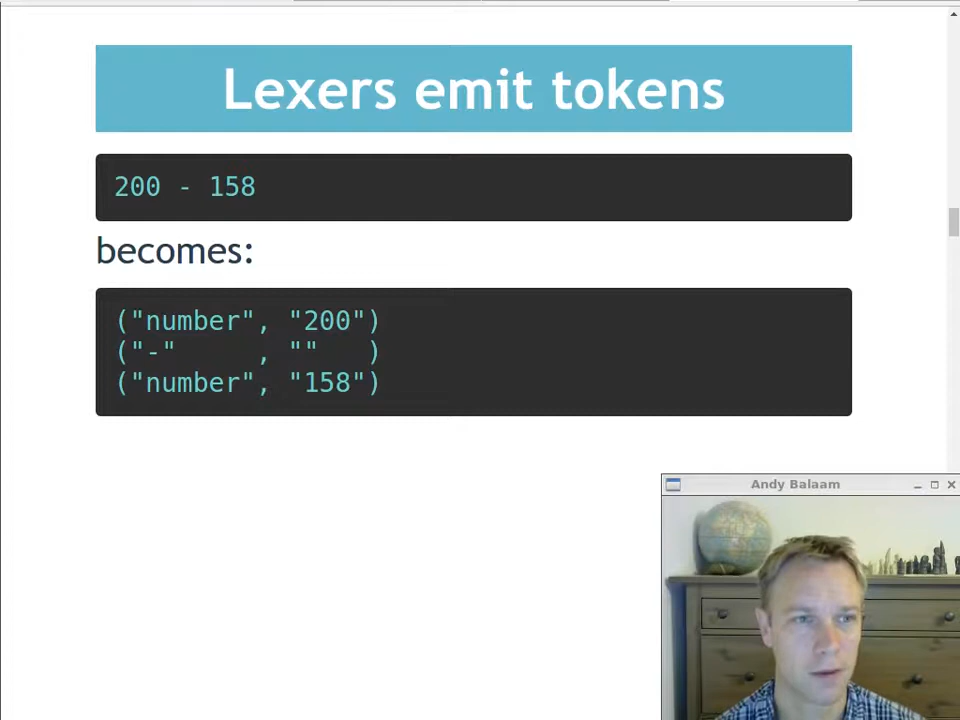 Lexers emit tokens
200 - 158
becomes:
("number", "200")
("-"     , ""   )
("number", "158")
Andy Balaam